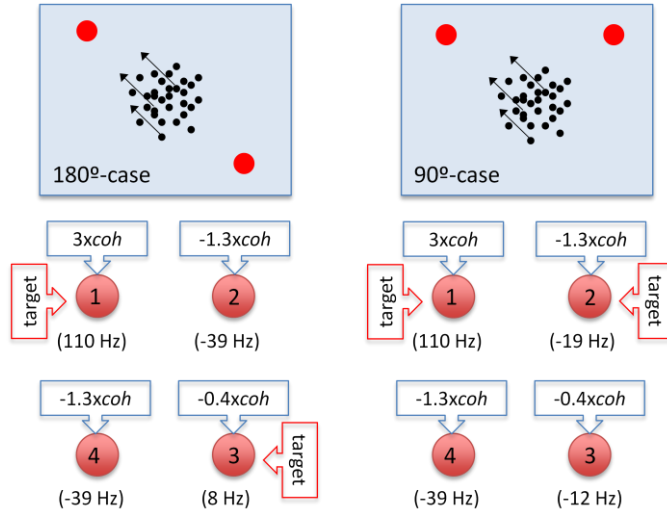 180º-case
90º-case
3xcoh
-1.3xcoh
3xcoh
-1.3xcoh
target
1
2
target
1
2
target
(110 Hz)
(-39 Hz)
(110 Hz)
(-19 Hz)
-1.3xcoh
-0.4xcoh
-1.3xcoh
-0.4xcoh
4
3
target
4
3
(-39 Hz)
(8 Hz)
(-39 Hz)
(-12 Hz)